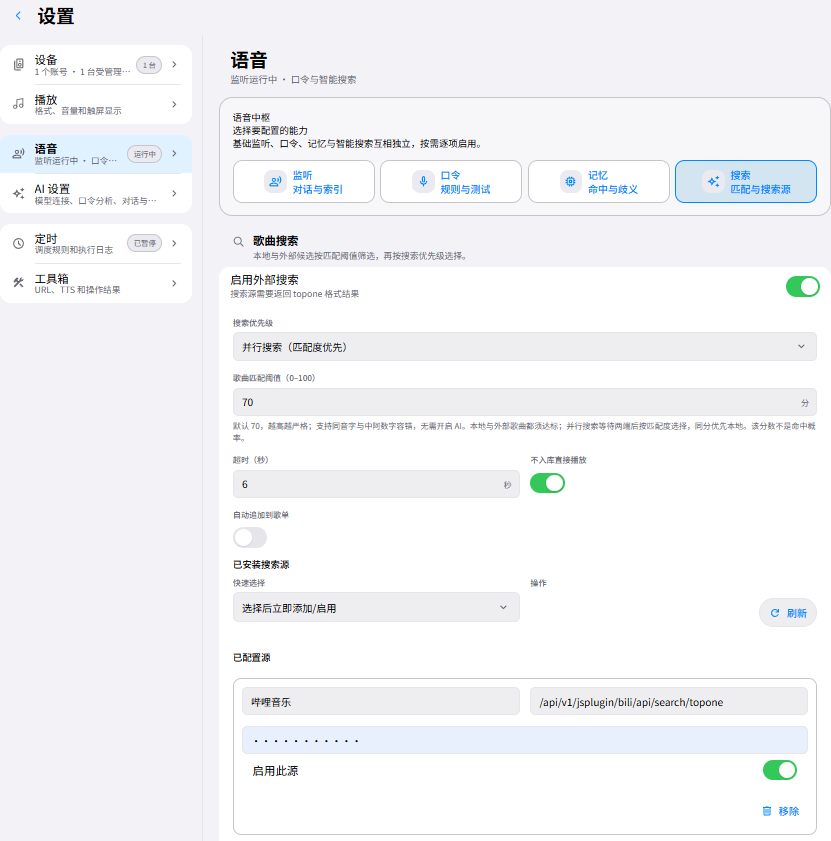 设置
设备
1 个账号 · 1 台受管理···
1 台
播放
格式、音量和触屏显示
语音
监听运行中 · 口令···
运行中
AI 设置
模型连接、口令分析、对话与···
定时
调度规则和执行日志
已暂停
工具箱
URL、TTS 和操作结果
语音
监听运行中 · 口令与智能搜索
语音中枢
选择要配置的能力
基础监听、口令、记忆与智能搜索互相独立，按需逐项启用。
监听
对话与索引
口令
规则与测试
记忆
命中与歧义
搜索
匹配与搜索源
歌曲搜索
本地与外部候选按匹配阈值筛选，再按搜索优先级选择。
启用外部搜索
搜索源需要返回 topone 格式结果
搜索优先级
并行搜索（匹配度优先）
歌曲匹配阈值（0–100）
70
分
默认 70，越高越严格；支持同音字与中阿数字容错，无需开启 AI。本地与外部歌曲都须达标；并行搜索等待两端后按匹配度选择，同分优先本地。该分数不是命中概
率。
超时（秒）
不入库直接播放
6
秒
自动追加到歌单
已安装搜索源
快速选择
操作
选择后立即添加/启用
刷新
已配置源
哔哩音乐
/api/v1/jsplugin/bili/api/search/topone
···········
启用此源
移除